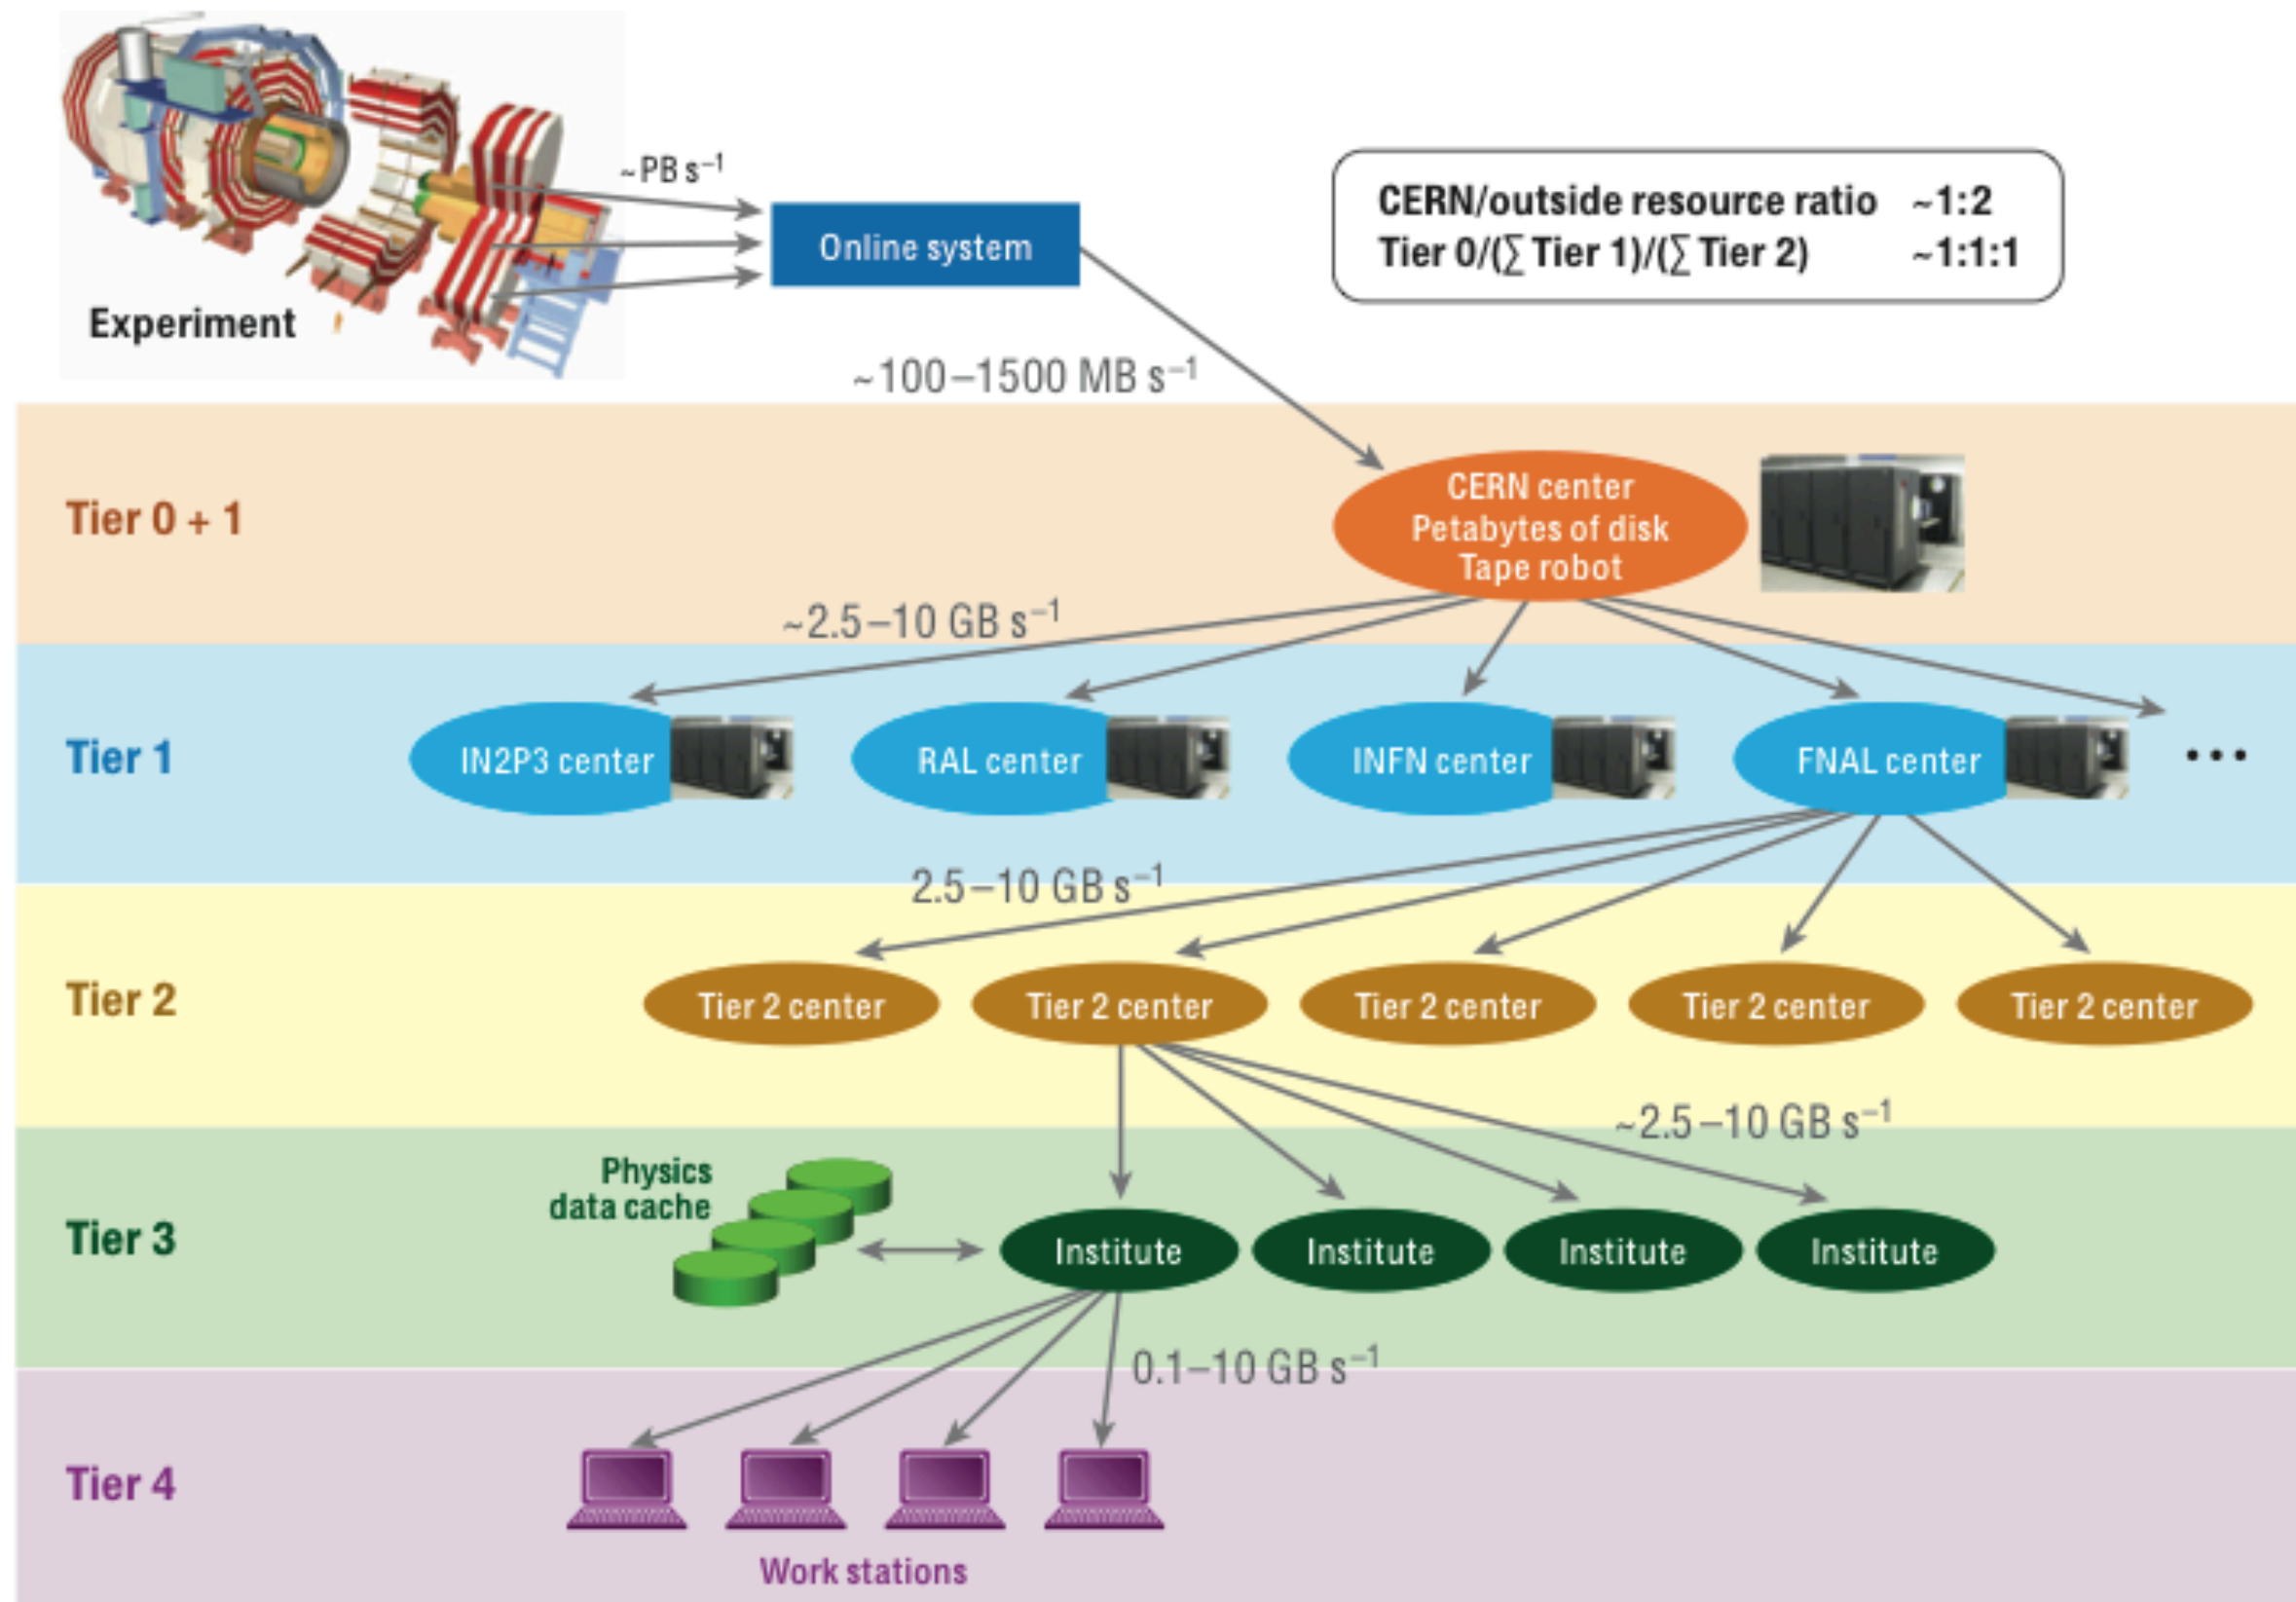 ~PB s⁻¹
Online system
Experiment
CERN/outside resource ratio ~1:2
Tier 0/(∑ Tier 1)/(∑ Tier 2) ~1:1:1
~100–1500 MB s⁻¹
Tier 0 + 1
CERN center
Petabytes of disk
Tape robot
~2.5–10 GB s⁻¹
Tier 1
IN2P3 center
RAL center
INFN center
FNAL center
...
2.5–10 GB s⁻¹
Tier 2
Tier 2 center
Tier 2 center
Tier 2 center
Tier 2 center
Tier 2 center
~2.5–10 GB s⁻¹
Tier 3
Physics
data cache
Institute
Institute
Institute
Institute
0.1–10 GB s⁻¹
Tier 4
Work stations